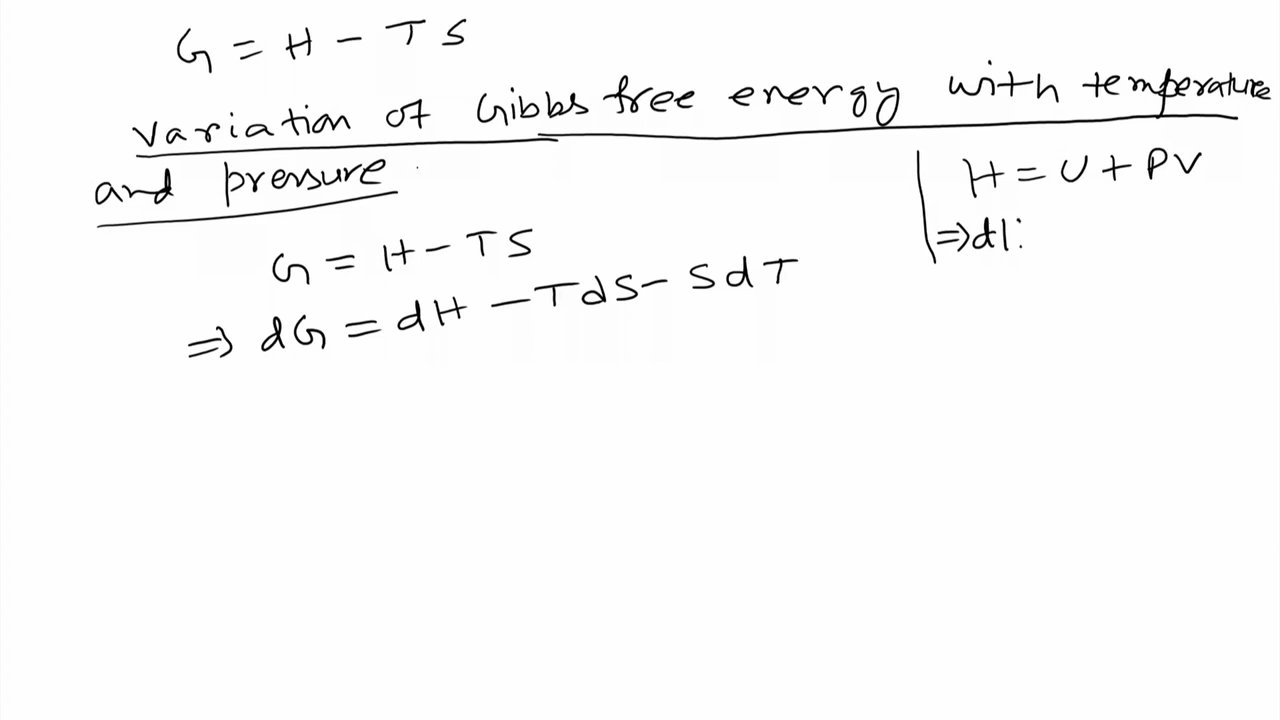 G = H - TS
Variation of Gibbs free energy with temperature
and pressure
H = U + PV
⇒ d
G = H - TS
⇒ dG = dH - TdS - SdT